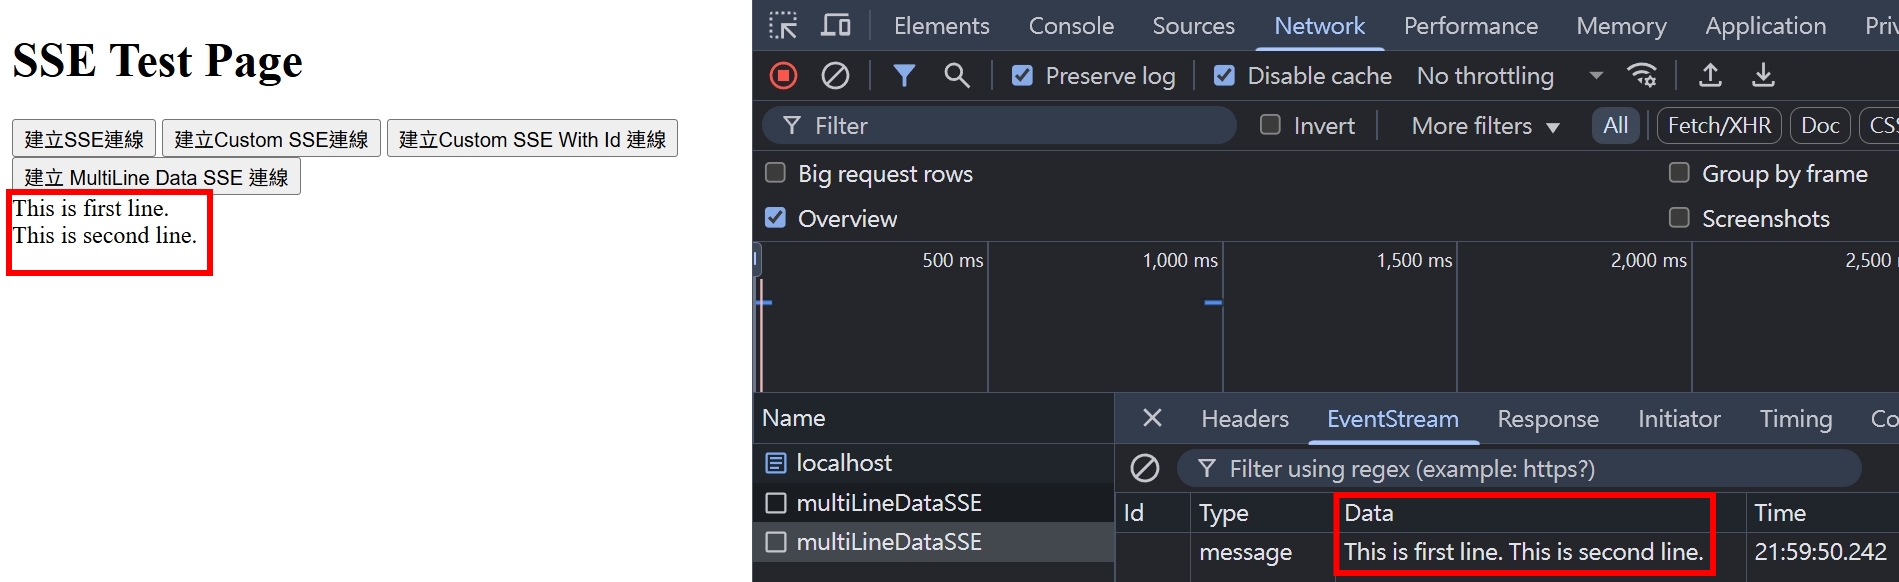 SSE Test Page
建立SSE連線 建立Custom SSE連線 建立Custom SSE With Id 連線
建立 MultiLine Data SSE 連線
This is first line.
This is second line.
Elements Console Sources Network Performance Memory Application
Preserve log Disable cache No throttling
Filter Invert More filters All Fetch/XHR Doc
Big request rows Group by frame
Overview Screenshots
500 ms 1,000 ms 1,500 ms 2,000 ms 2,500
Name Headers EventStream Response Initiator Timing
localhost
Filter using regex (example: https?)
multiLineDataSSE
Id Type Data Time
multiLineDataSSE
message This is first line. This is second line. 21:59:50.242